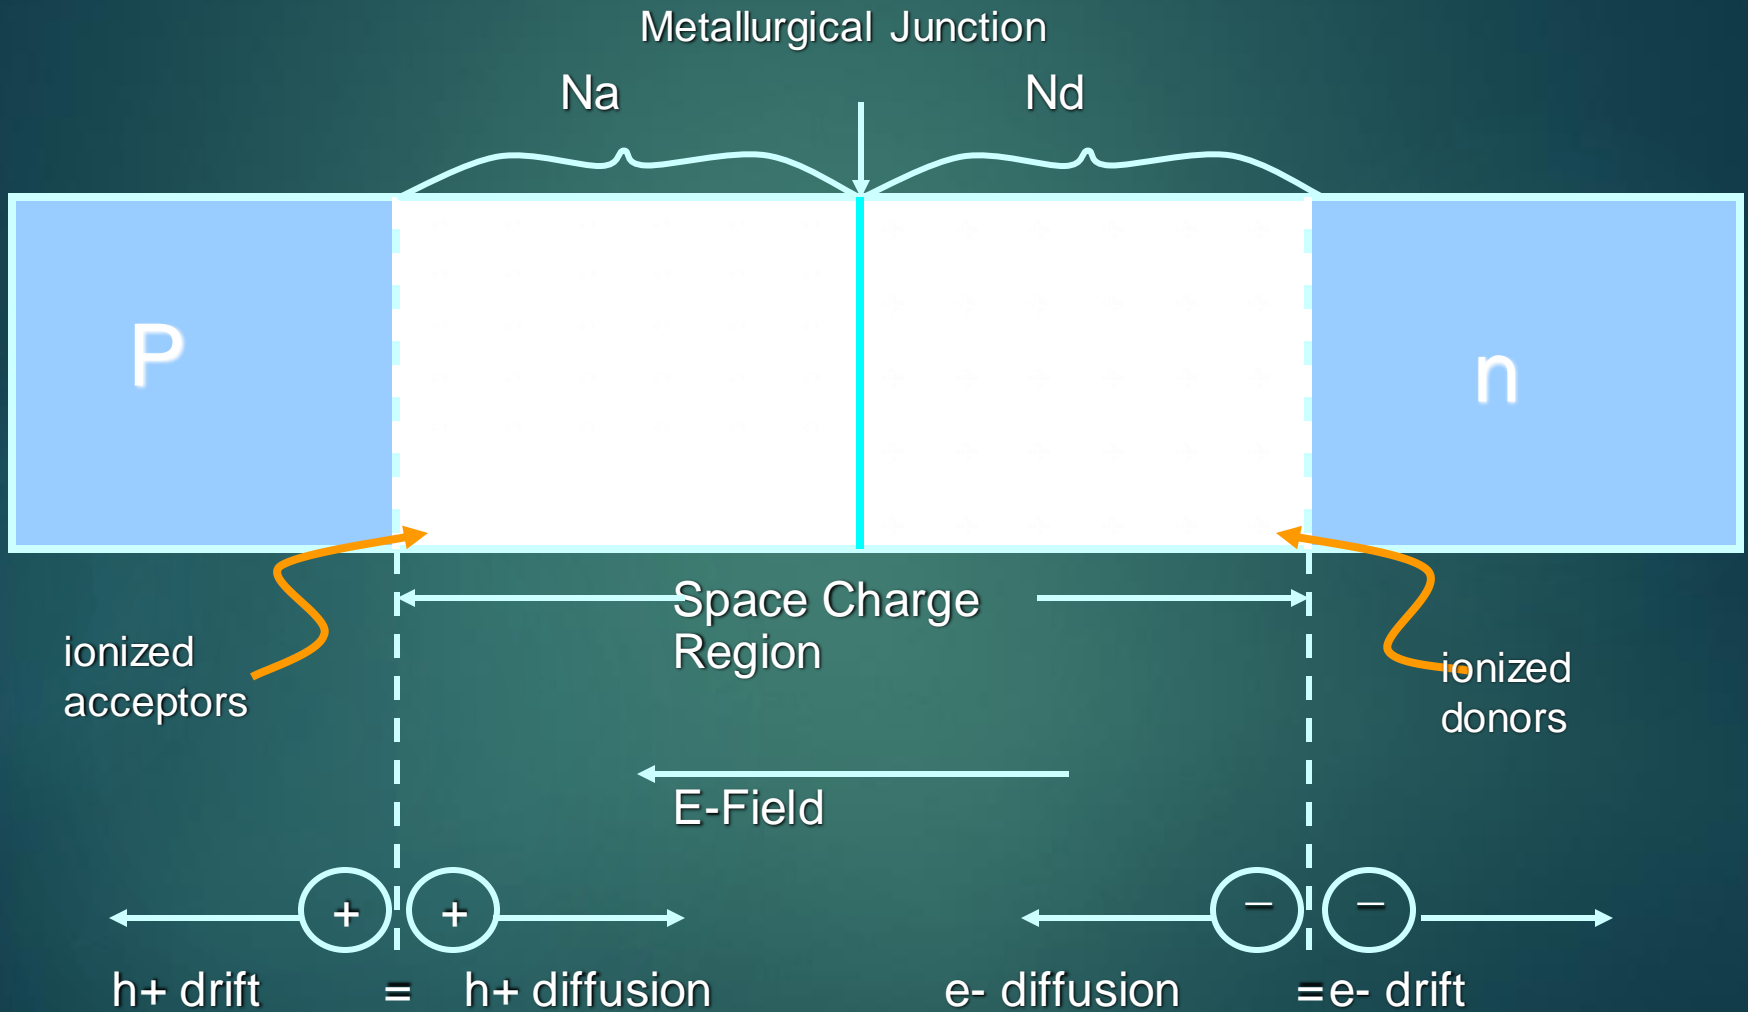 Metallurgical Junction
Na
Nd
P
n
Space Charge
Region
ionized
acceptors
ionized
donors
E-Field
+
+
_
_
h+ drift = h+ diffusion
e- diffusion = e- drift